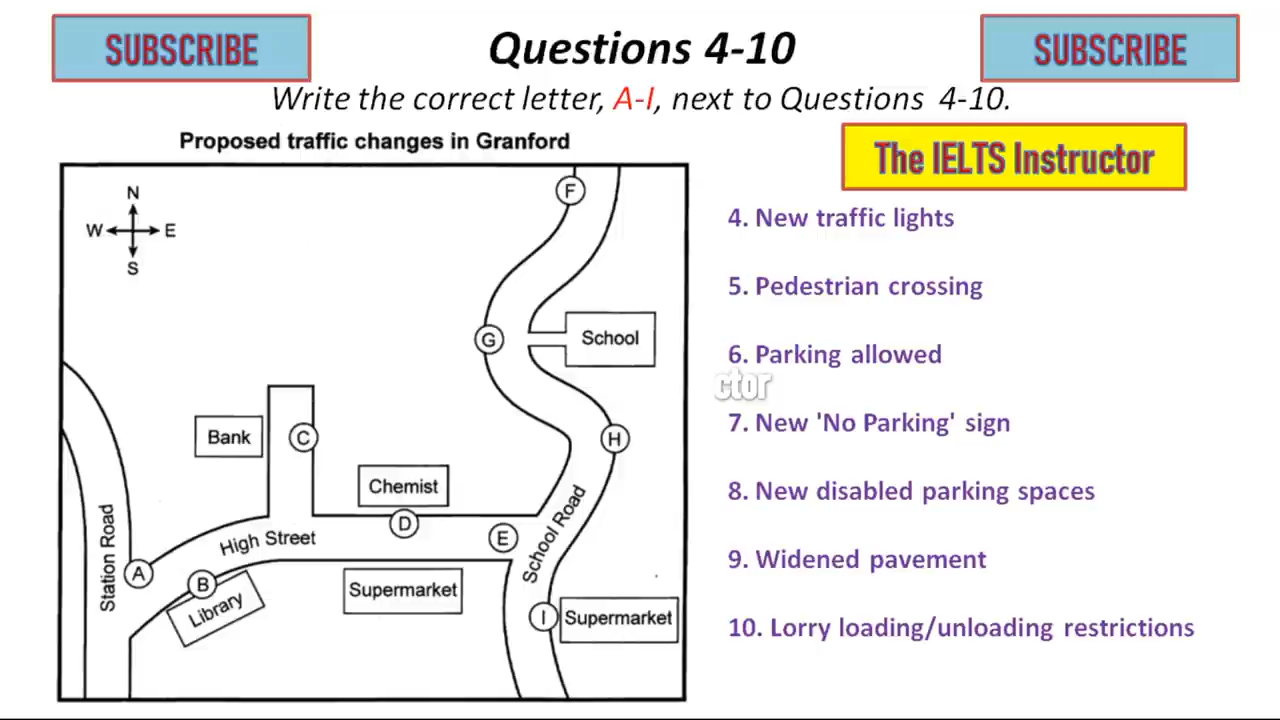 SUBSCRIBE
Questions 4-10
SUBSCRIBE
Write the correct letter, A-I, next to Questions 4-10.
Proposed traffic changes in Granford
The IELTS Instructor
N
W E
S
F
G
School
Bank
C
Chemist
D
H
E
High Street
School Road
Station Road
A
B
Library
Supermarket
I
Supermarket
4. New traffic lights
5. Pedestrian crossing
6. Parking allowed
ctor
7. New 'No Parking' sign
8. New disabled parking spaces
9. Widened pavement
10. Lorry loading/unloading restrictions